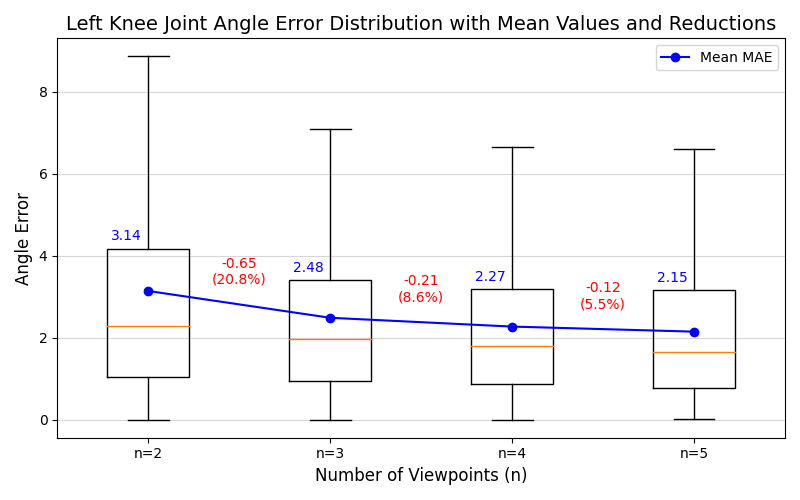 Left Knee Joint Angle Error Distribution with Mean Values and Reductions
Mean MAE
8
6
4
2
0
Angle Error
3.14
-0.65
(20.8%)
2.48
-0.21
(8.6%)
2.27
-0.12
(5.5%)
2.15
n=2
n=3
n=4
n=5
Number of Viewpoints (n)